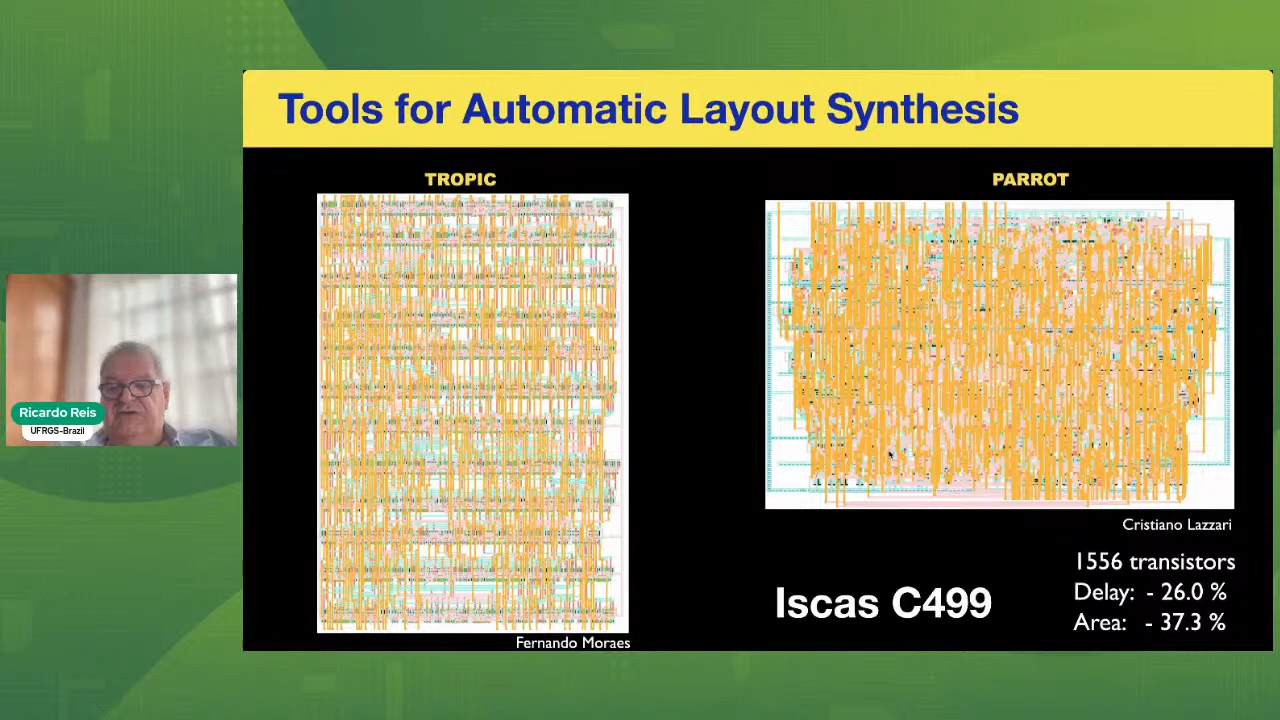 Tools for Automatic Layout Synthesis
TROPIC
PARROT
Ricardo Reis
UFRGS-Brazil
Cristiano Lazzari
1556 transistors
Iscas C499
Delay: - 26.0 %
Area: - 37.3 %
Fernando Moraes